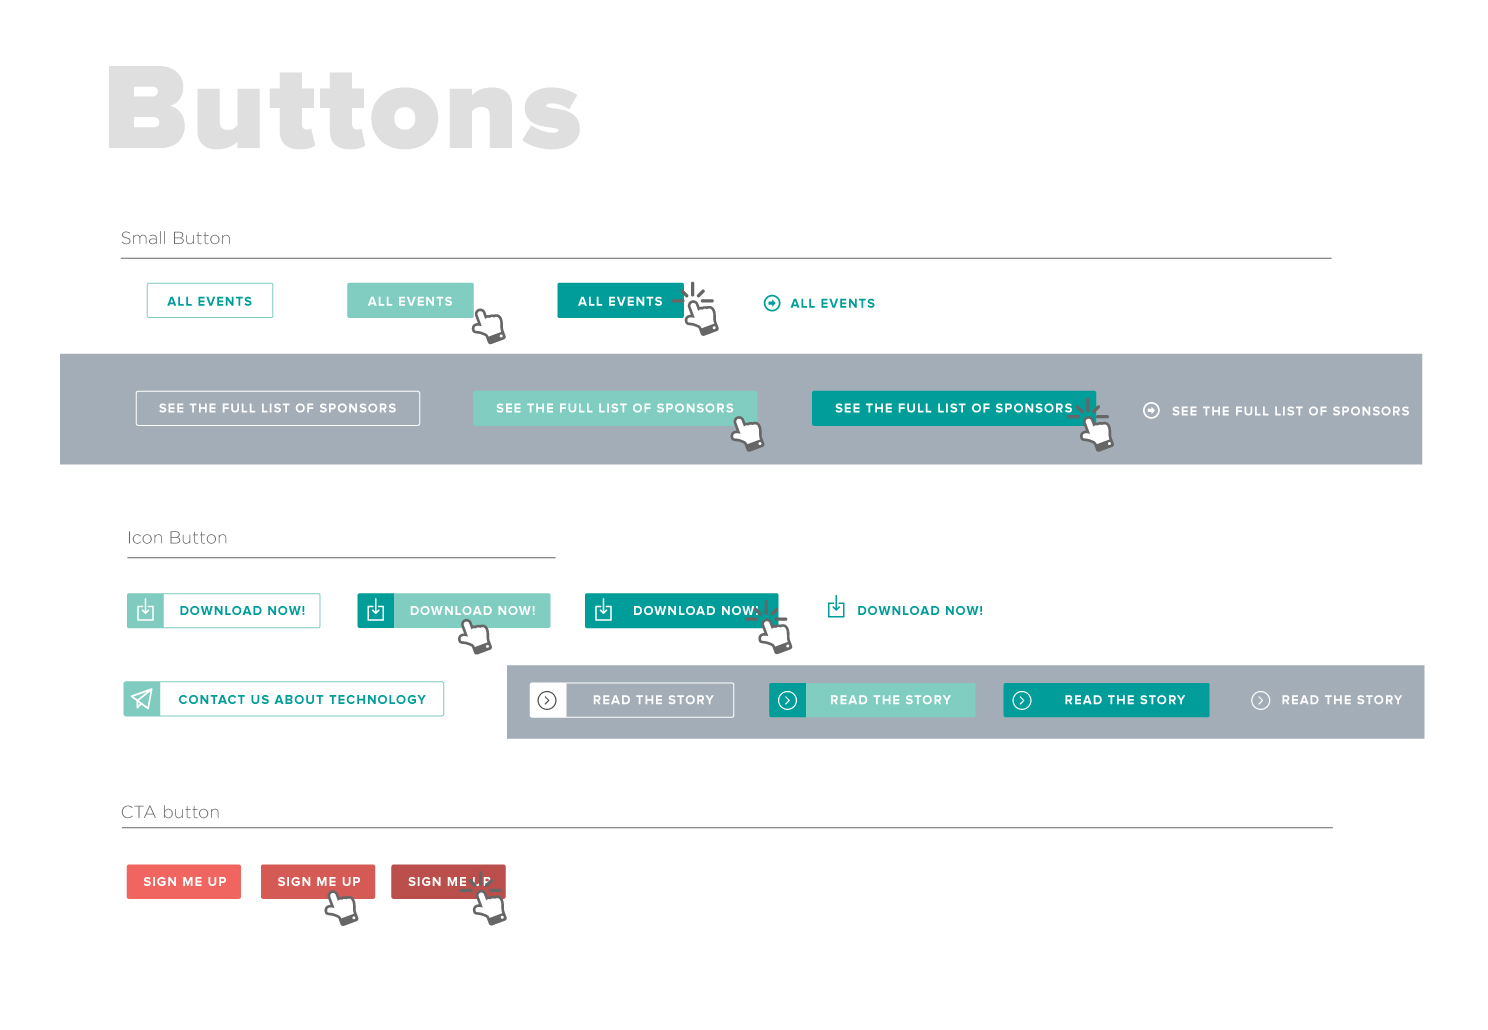 Buttons
Small Button
ALL EVENTS
ALL EVENTS
ALL EVENTS
ALL EVENTS
SEE THE FULL LIST OF SPONSORS
SEE THE FULL LIST OF SPONSORS
SEE THE FULL LIST OF SPONSORS
SEE THE FULL LIST OF SPONSORS
Icon Button
DOWNLOAD NOW!
DOWNLOAD NOW!
DOWNLOAD NOW!
DOWNLOAD NOW!
CONTACT US ABOUT TECHNOLOGY
READ THE STORY
READ THE STORY
READ THE STORY
READ THE STORY
CTA button
SIGN ME UP
SIGN ME UP
SIGN ME UP